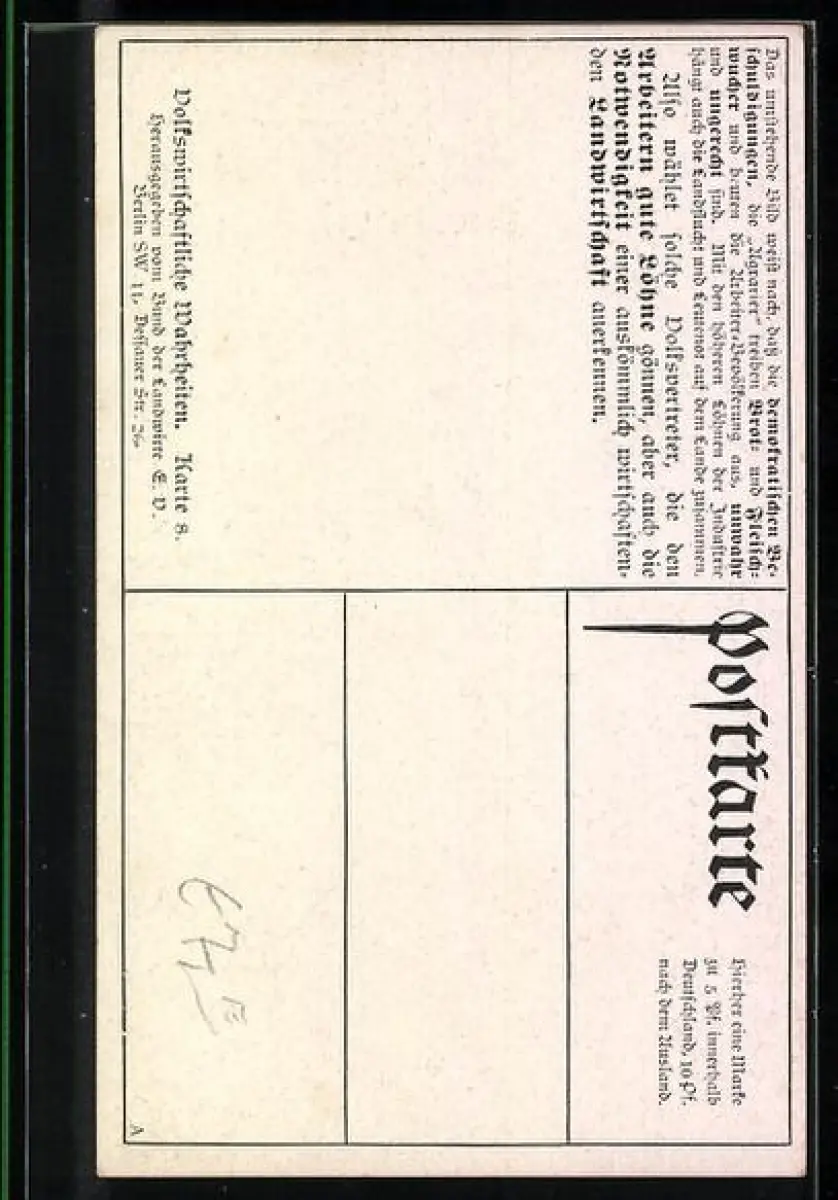 Das umstehende Bild weist nach, daß die demokratischen Be-
schuldigungen, die „Agrarier“ treiben Brot- und Fleisch-
wucher und beuten die Arbeiter-Bevölkerung aus, unwahr
und ungerecht sind. Mit den höheren Löhnen der Industrie
hängt auch die Landflucht und Leutenot auf dem Lande zusammen.
Also wählet solche Volksvertreter, die den
Arbeitern gute Löhne gönnen, aber auch die
Notwendigkeit einer auskömmlich wirtschaften-
den Landwirtschaft anerkennen.
Volkswirtschaftliche Wahrheiten. Karte 8.
Herausgegeben vom Bund der Landwirte E. V.
Berlin SW 11, Dessauer Str. 26,
Postkarte
Hierher eine Marke
zu 5 Pf. innerhalb
Deutschland, 10 Pf.
nach dem Ausland.
A